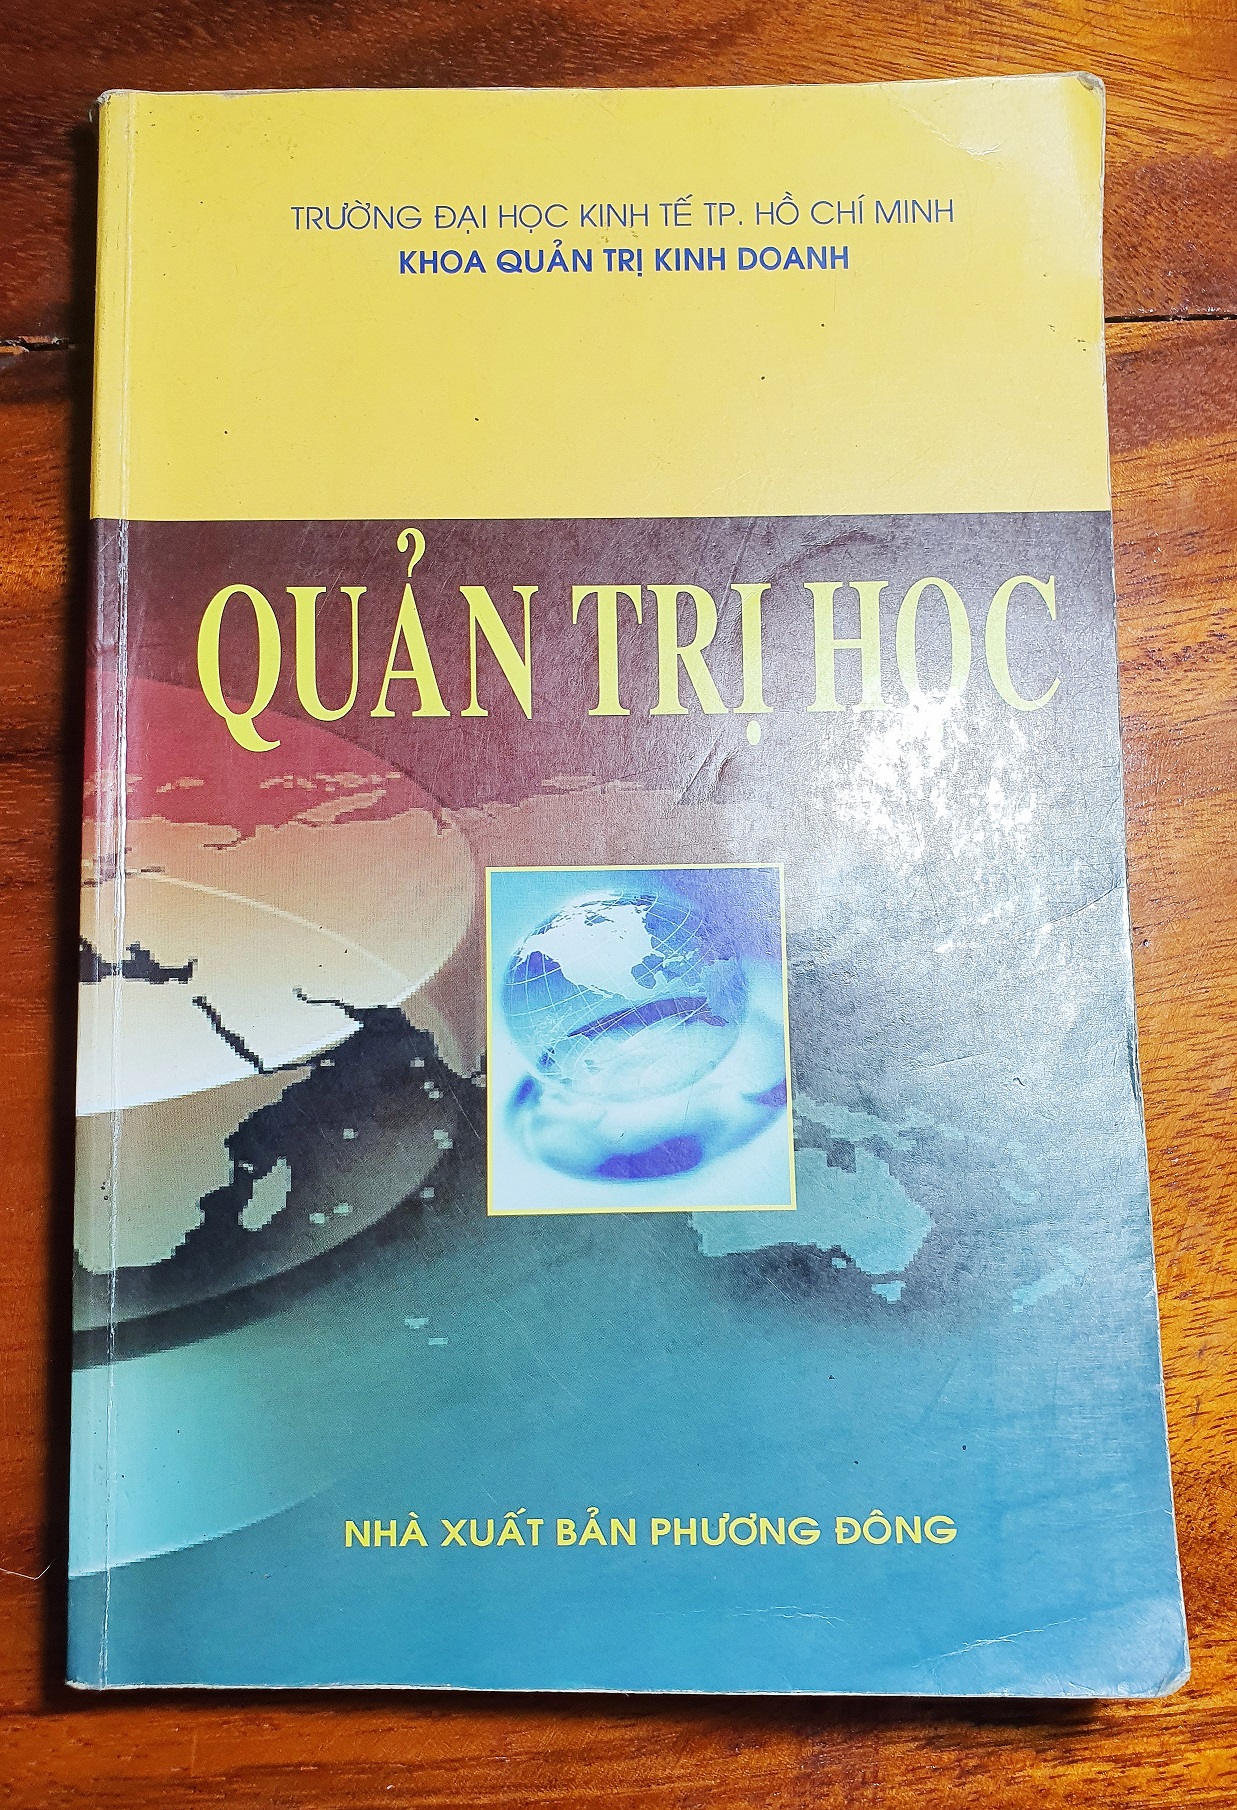 TRƯỜNG ĐẠI HỌC KINH TẾ TP. HỒ CHÍ MINH
KHOA QUẢN TRỊ KINH DOANH
QUẢN TRỊ HỌC
NHÀ XUẤT BẢN PHƯƠNG ĐÔNG